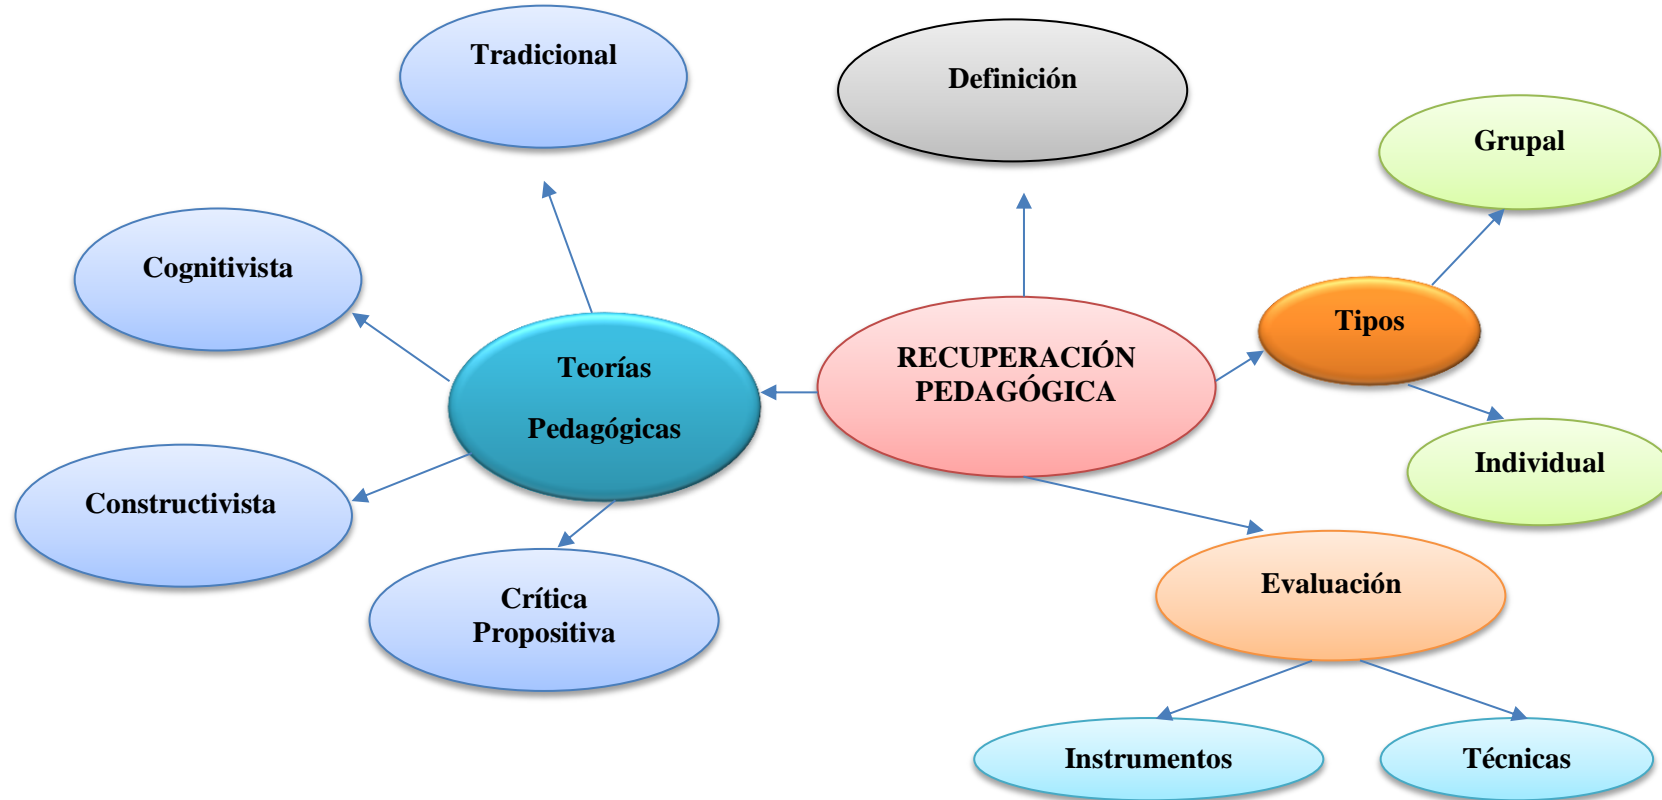 Tradicional
Definición
Grupal
Cognitivista
Tipos
RECUPERACIÓN
PEDAGÓGICA
Teorías
Pedagógicas
Individual
Constructivista
Evaluación
Crítica
Propositiva
Instrumentos
Técnicas